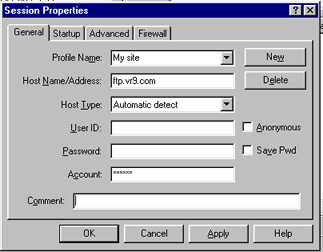 Session Properties
General Startup Advanced Firewall
Profile Name: My site New
Host Name/Address: ftp.vr9.com Delete
Host Type: Automatic detect
User ID: Anonymous
Password: Save Pwd
Account: ******
Comment:
OK Cancel Apply Help